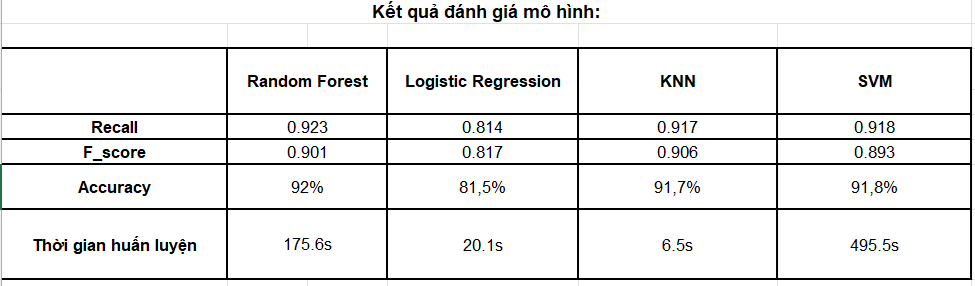 Kết quả đánh giá mô hình:
Random Forest Logistic Regression KNN SVM
Recall 0.923 0.814 0.917 0.918
F_score 0.901 0.817 0.906 0.893
Accuracy 92% 81,5% 91,7% 91,8%
Thời gian huấn luyện 175.6s 20.1s 6.5s 495.5s